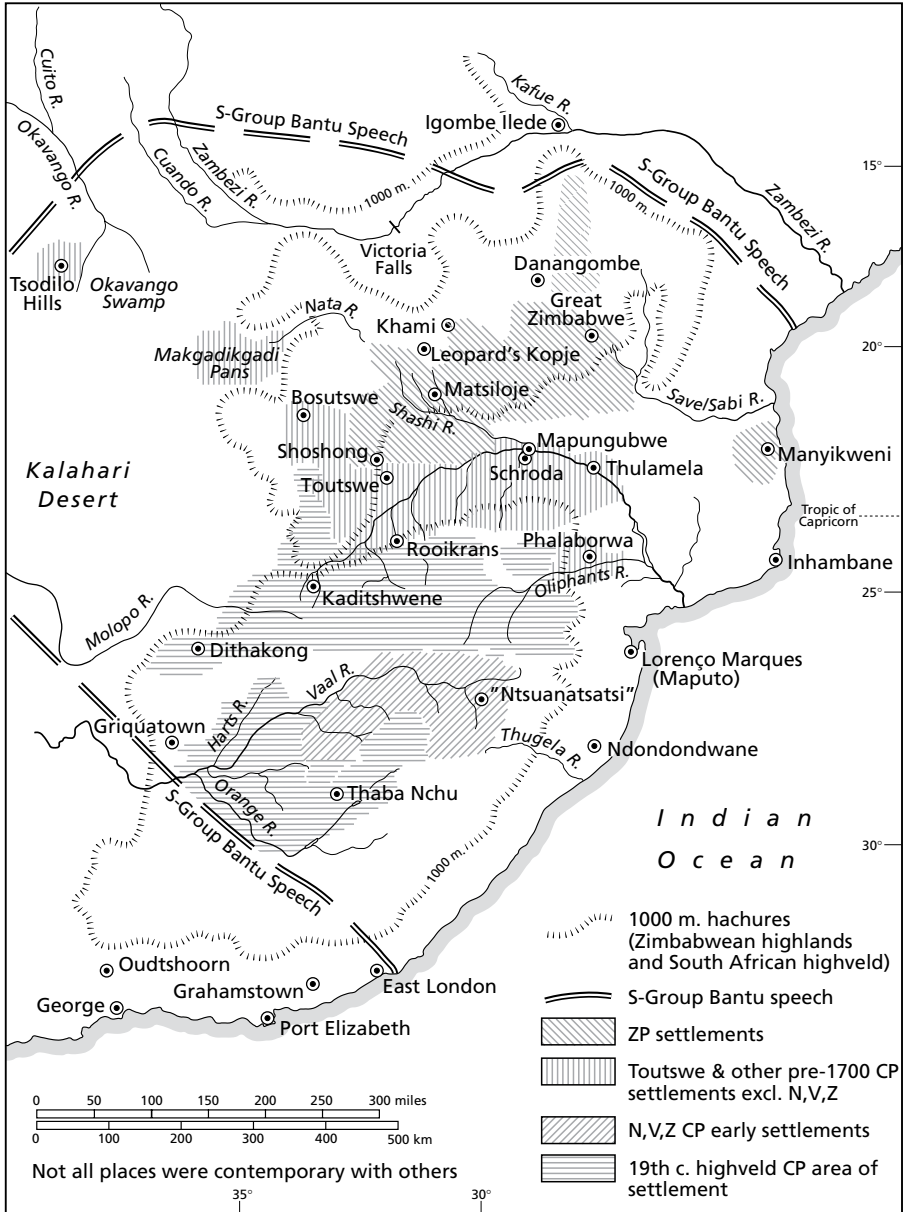 Cuito R.
Okavango R.
Cuando R.
Zambezi R.
S-Group Bantu Speech
Kafue R.
Igombe Ilede
1000 m.
1000 m.
S-Group Bantu Speech
Zambezi R.
15°
Victoria
Falls
Tsodilo
Hills
Okavango
Swamp
Danangombe
Great
Zimbabwe
Nata R.
Khami
Makgadikgadi
Pans
Leopard's Kopje
20°
Matsiloje
Save/Sabi R.
Bosutswe
Shashi R.
Shoshong
Mapungubwe
Manyikweni
Toutswe
Schroda
Thulamela
Kalahari
Desert
Tropic of
Capricorn
Rooikrans
Phalaborwa
Inhambane
Kaditshwene
Oliphants R.
25°
Molopo R.
Dithakong
Lorenço Marques
(Maputo)
Vaal R.
"Ntsuanatsatsi"
Harts R.
Griquatown
Thugela R.
Ndondondwane
Orange R.
Thaba Nchu
S-Group Bantu Speech
Indian
Ocean
30°
1000 m.
Oudtshoorn
Grahamstown
East London
George
Port Elizabeth
1000 m. hachures
(Zimbabwean highlands
and South African highveld)
S-Group Bantu speech
ZP settlements
Toutswe & other pre-1700 CP
settlements excl. N,V,Z
N,V,Z CP early settlements
19th c. highveld CP area of
settlement
0 50 100 150 200 250 300 miles
0 100 200 300 400 500 km
Not all places were contemporary with others
35° 30°